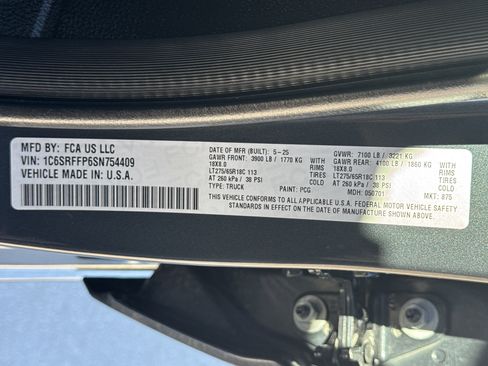 MFD BY: FCA US LLC
VIN: 1C6SRFFP6SN754409
VEHICLE MADE IN: U.S.A.
DATE OF MFR (BUILT): 5-25
GVWR: 7100 LB / 3221 KG
GAWR FRONT: 3900 LB / 1770 KG WITH
GAWR REAR: 4100 LB / 1860 KG WITH
18X8.0 RIMS
18X8.0 RIMS
LT275/65R18C 113 TIRES
LT275/65R18C 113 TIRES
AT 260 kPa / 38 PSI COLD
AT 260 kPa / 38 PSI COLD
TYPE: TRUCK PAINT: PCG MDH: 050701 MKT: 875
THIS VEHICLE CONFORMS TO ALL APPLICABLE U.S.A. FEDERAL MOTOR VEHICLE SAFETY
STANDARDS IN EFFECT ON THE DATE OF MANUFACTURE SHOWN ABOVE.